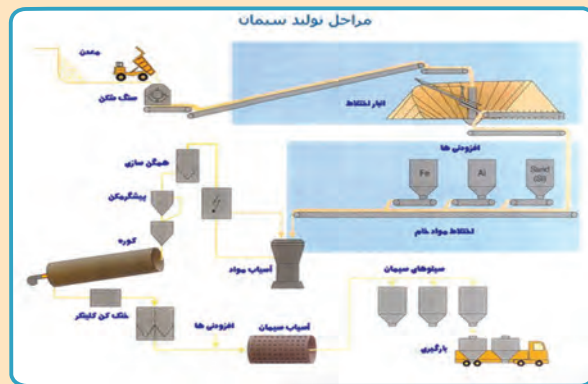 مراحل تولید سیمان
معدن
سنگ شکن
انبار اختلاط
افزودنی ها
Fe
Al
Sand
(Si)
اختلاط مواد خام
همگن سازی
پیشگرمکن
کوره
آسیاب مواد
خنک کن کلینکر
افزودنی ها
آسیاب سیمان
سیلوهای سیمان
بارگیری